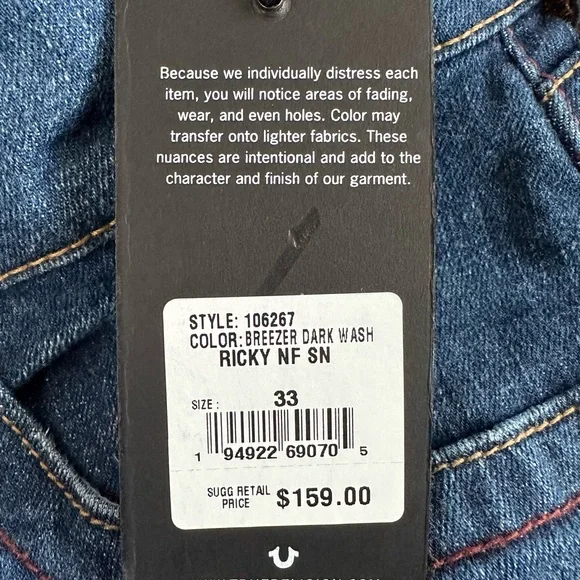 Because we individually distress each
item, you will notice areas of fading,
wear, and even holes. Color may
transfer onto lighter fabrics. These
nuances are intentional and add to the
character and finish of our garment.
STYLE: 106267
COLOR: BREEZER DARK WASH
RICKY NF SN
SIZE: 33
1 94922 69070 5
SUGG RETAIL
PRICE $159.00